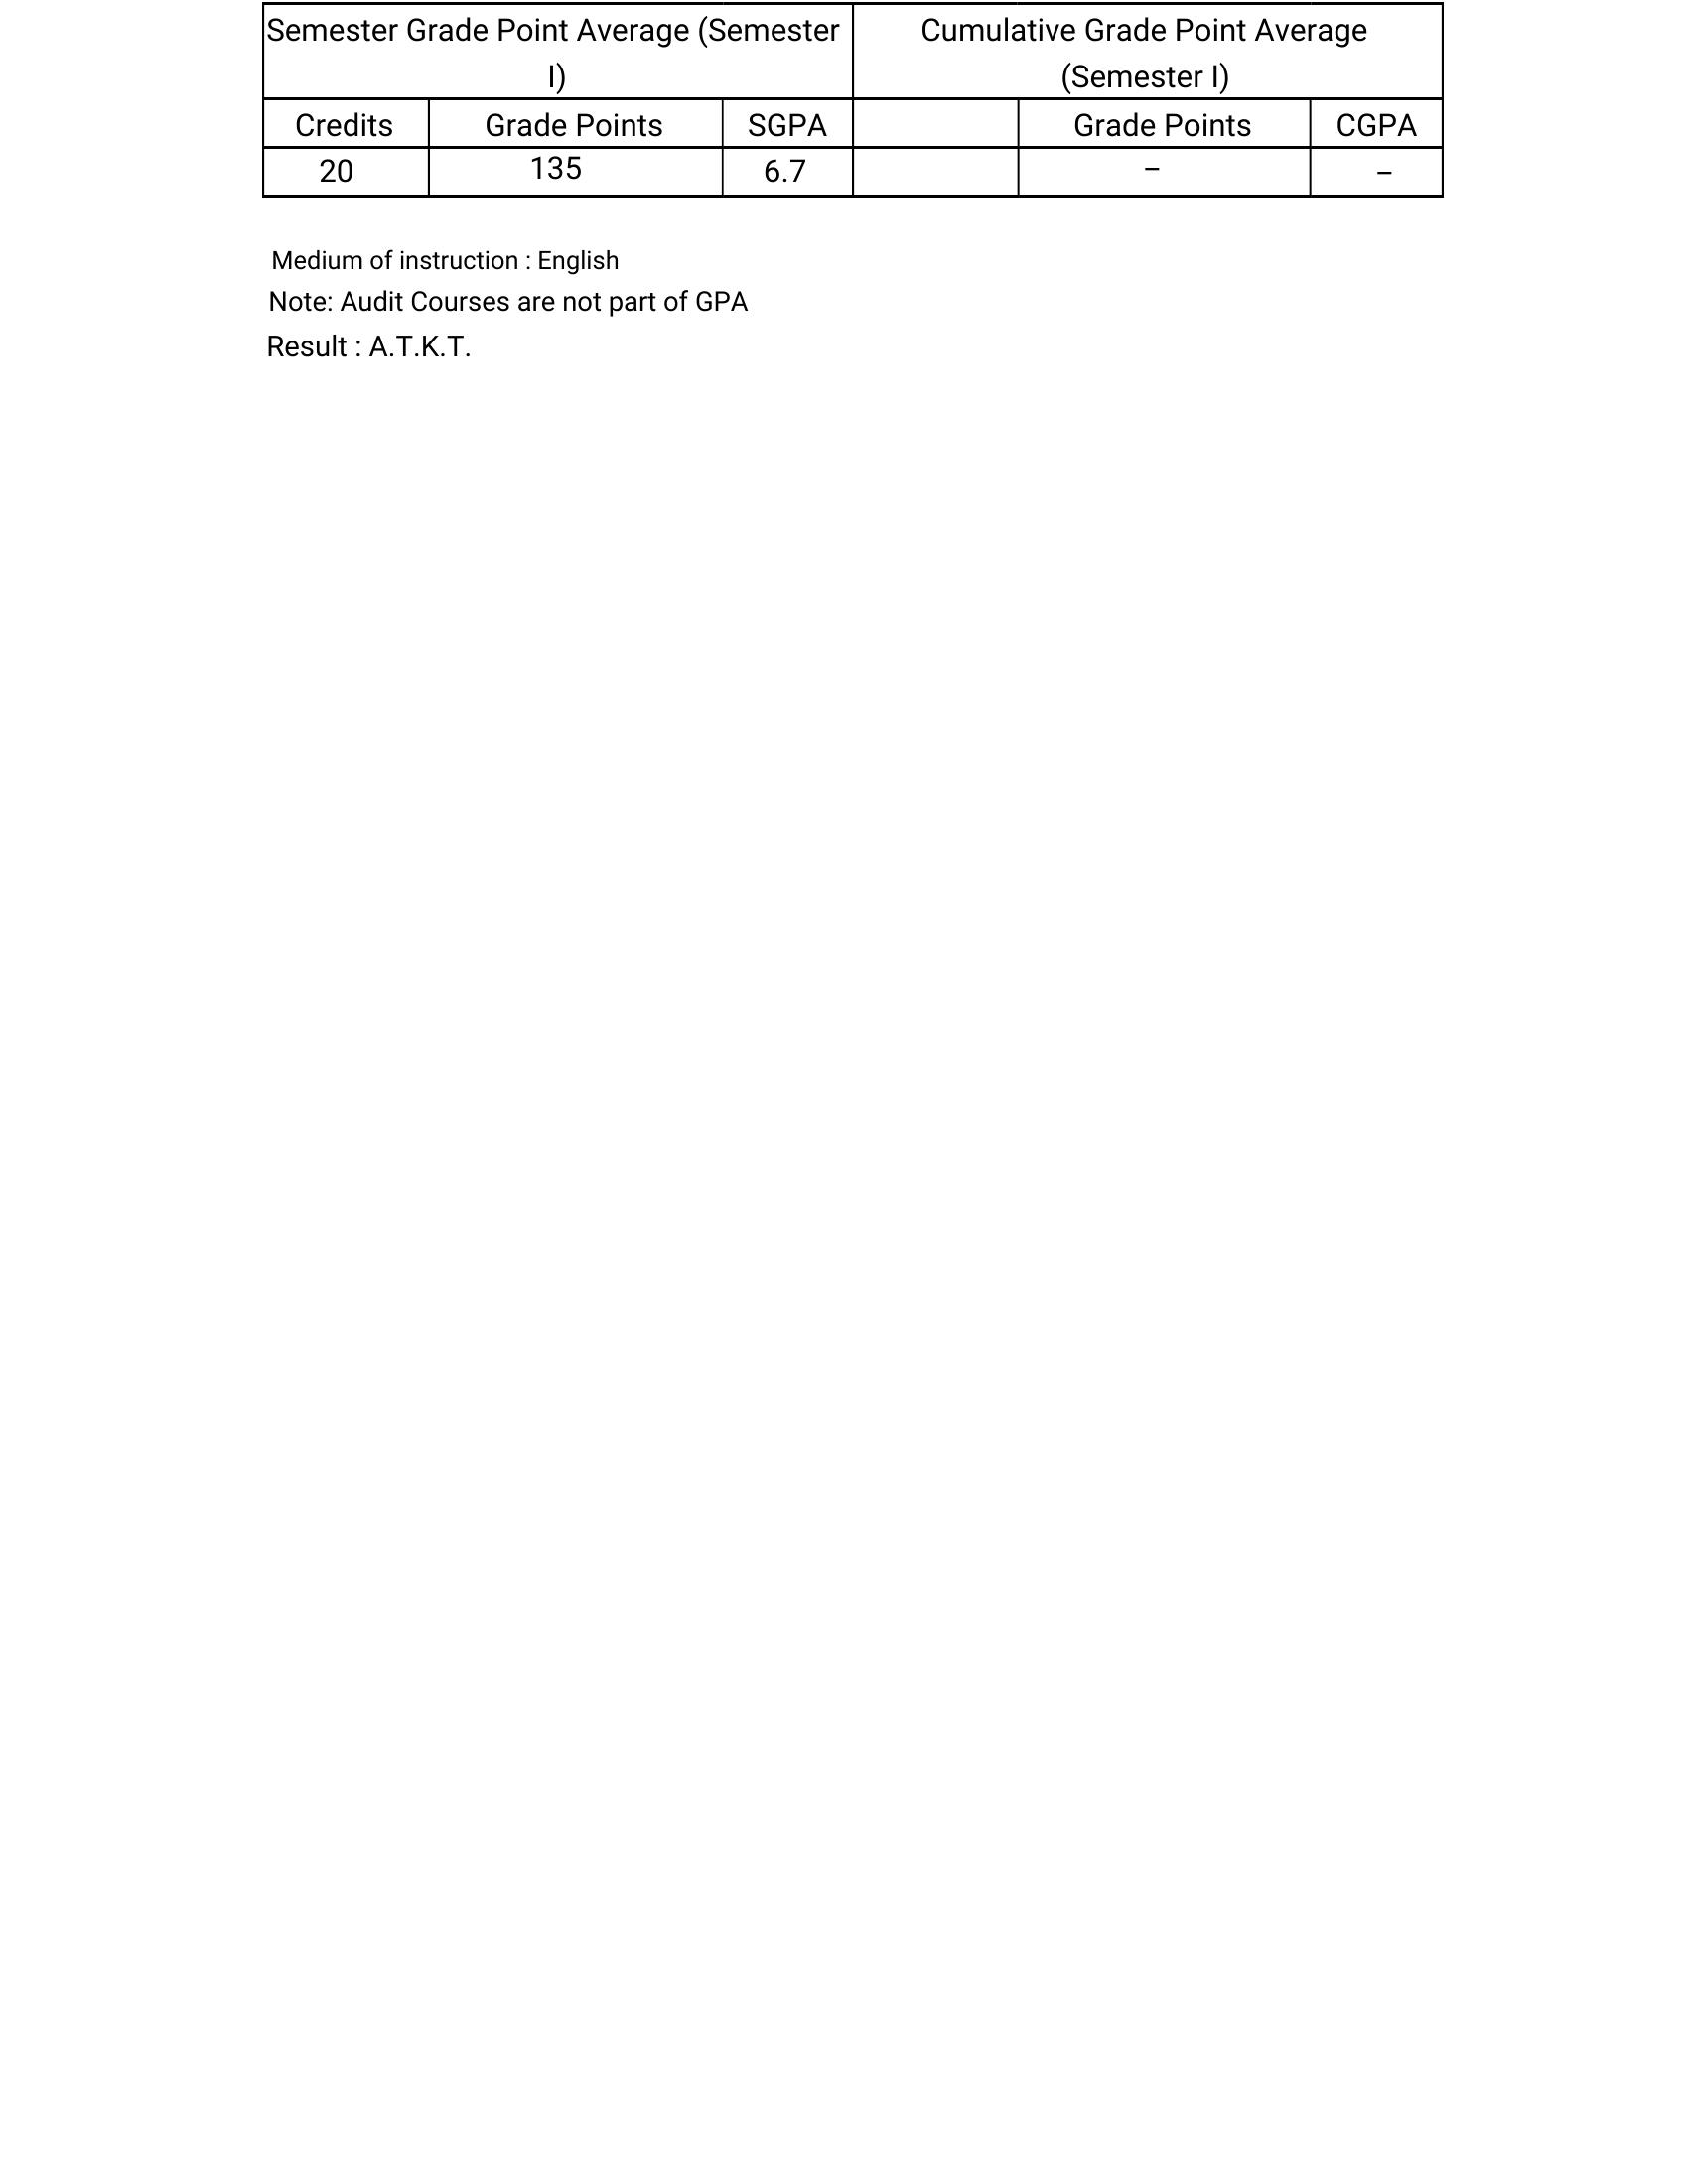 Semester Grade Point Average (Semester I)
Cumulative Grade Point Average (Semester I)
Credits Grade Points SGPA Grade Points CGPA
20 135 6.7 – –
Medium of instruction : English
Note: Audit Courses are not part of GPA
Result : A.T.K.T.